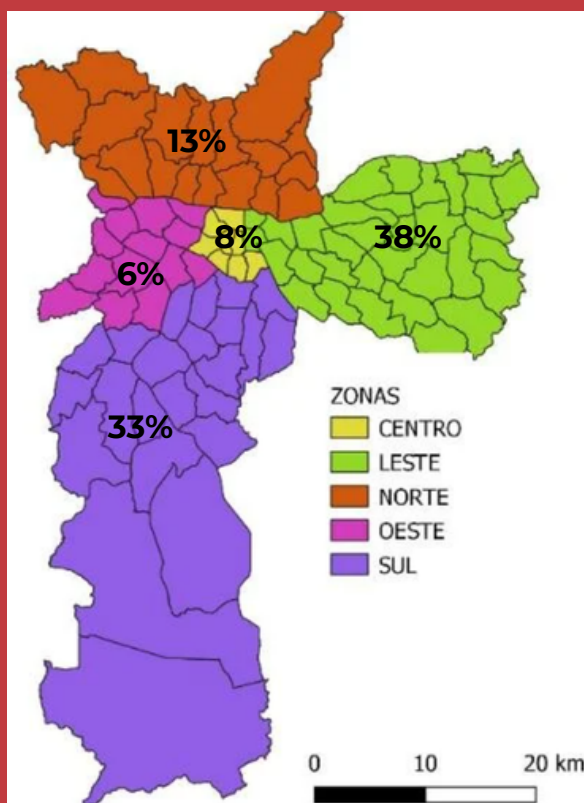 13%
8%
38%
6%
33%
ZONAS
CENTRO
LESTE
NORTE
OESTE
SUL
0 10 20 km